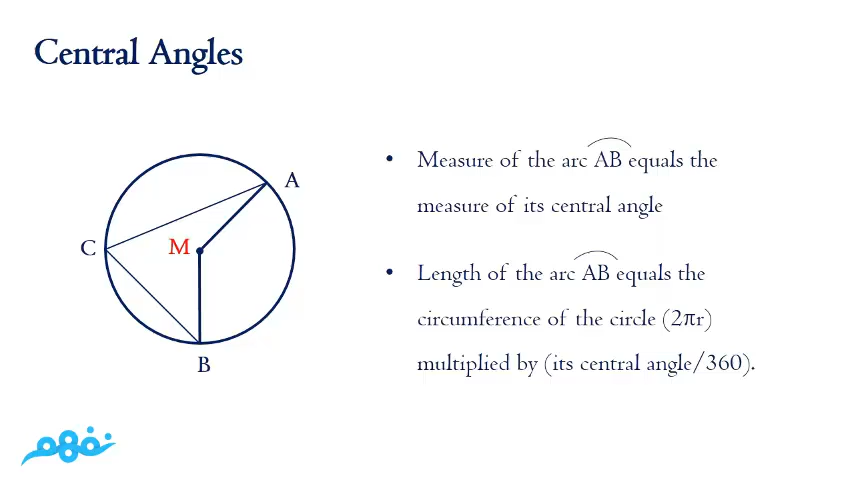 Central Angles
A
C
M
B
• Measure of the arc AB equals the
measure of its central angle
• Length of the arc AB equals the
circumference of the circle (2πr)
multiplied by (its central angle/360).
نفهم